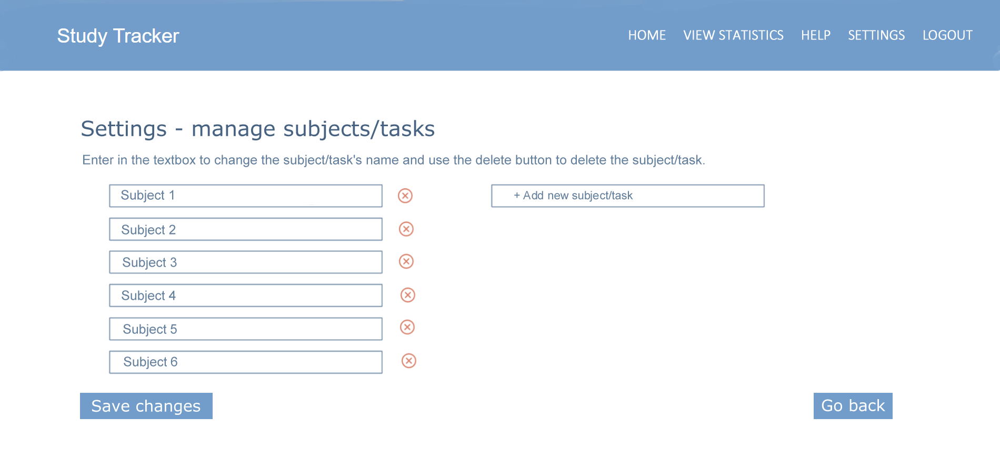 Study Tracker
HOME VIEW STATISTICS HELP SETTINGS LOGOUT
Settings - manage subjects/tasks
Enter in the textbox to change the subject/task's name and use the delete button to delete the subject/task.
Subject 1
+ Add new subject/task
Subject 2
Subject 3
Subject 4
Subject 5
Subject 6
Save changes
Go back